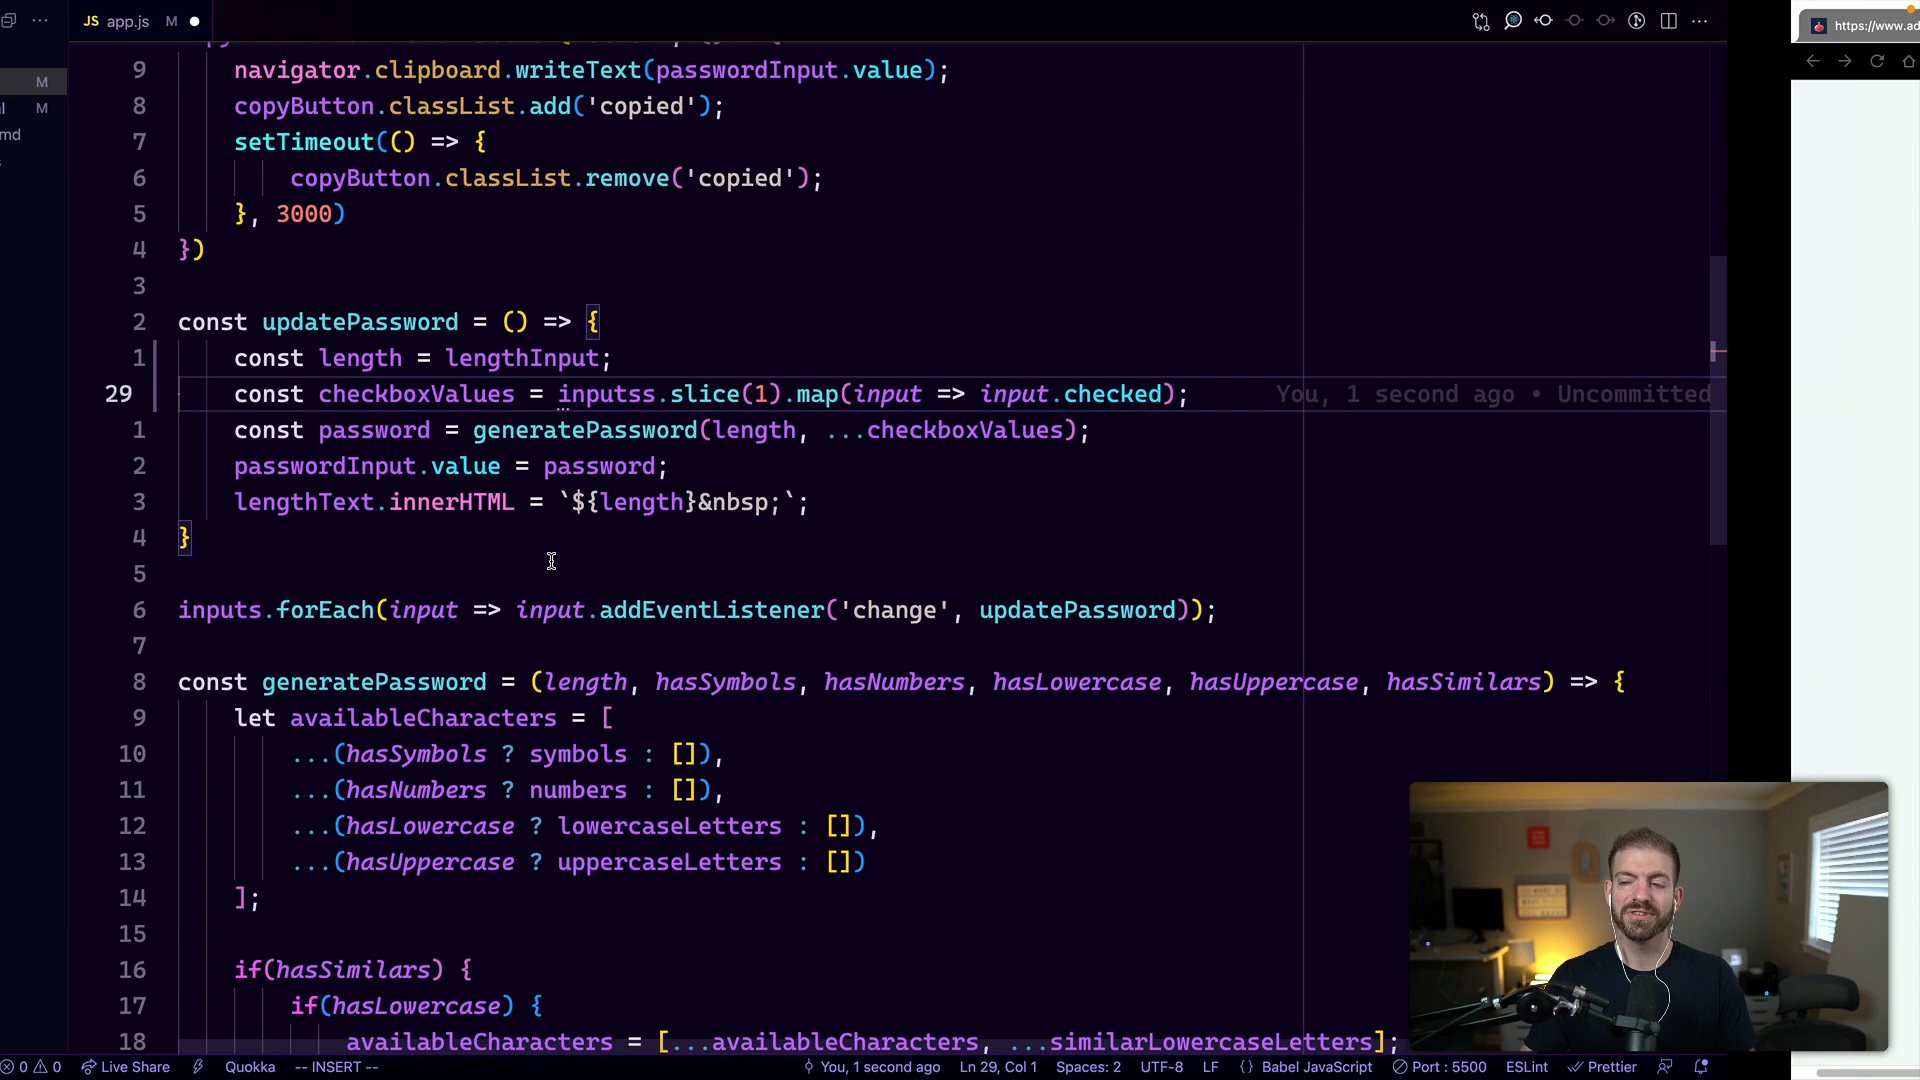 JS app.js M
https://www.ad
M
M
md
9 navigator.clipboard.writeText(passwordInput.value);
8 copyButton.classList.add('copied');
7 setTimeout(() => {
6 copyButton.classList.remove('copied');
5 }, 3000)
4 })
3
2 const updatePassword = () => {
1 const length = lengthInput;
29 const checkboxValues = inputss.slice(1).map(input => input.checked); You, 1 second ago • Uncommitted
1 const password = generatePassword(length, ...checkboxValues);
2 passwordInput.value = password;
3 lengthText.innerHTML = `${length}&nbsp;`;
4 }
5
6 inputs.forEach(input => input.addEventListener('change', updatePassword));
7
8 const generatePassword = (length, hasSymbols, hasNumbers, hasLowercase, hasUppercase, hasSimilars) => {
9 let availableCharacters = [
10 ...(hasSymbols ? symbols : []),
11 ...(hasNumbers ? numbers : []),
12 ...(hasLowercase ? lowercaseLetters : []),
13 ...(hasUppercase ? uppercaseLetters : [])
14 ];
15
16 if(hasSimilars) {
17 if(hasLowercase) {
18 availableCharacters = [...availableCharacters, ...similarLowercaseLetters];
0 0 Live Share Quokka -- INSERT -- You, 1 second ago Ln 29, Col 1 Spaces: 2 UTF-8 LF {} Babel JavaScript Port : 5500 ESLint Prettier